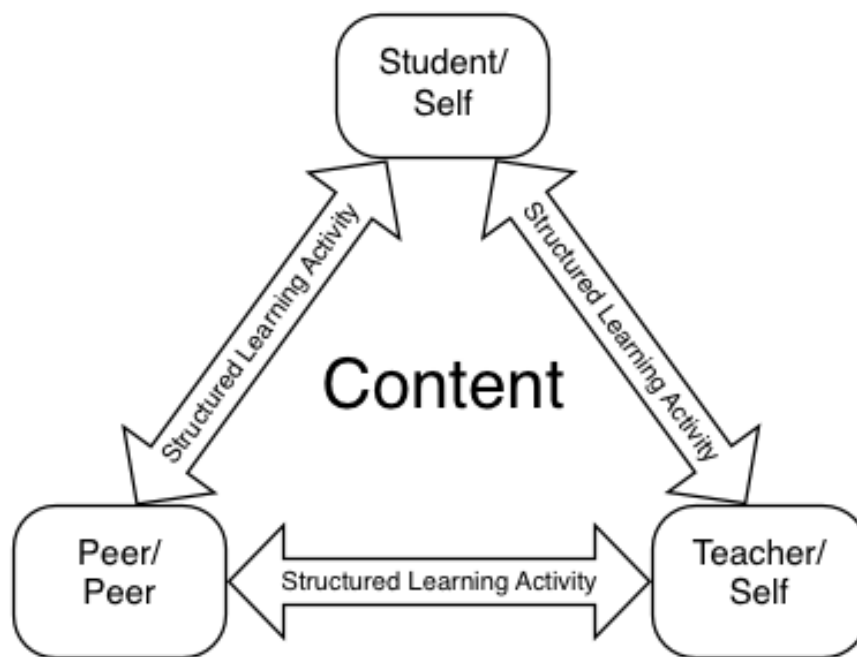 Student/
Self
Structured Learning Activity
Structured Learning Activity
Content
Peer/
Peer
Structured Learning Activity
Teacher/
Self